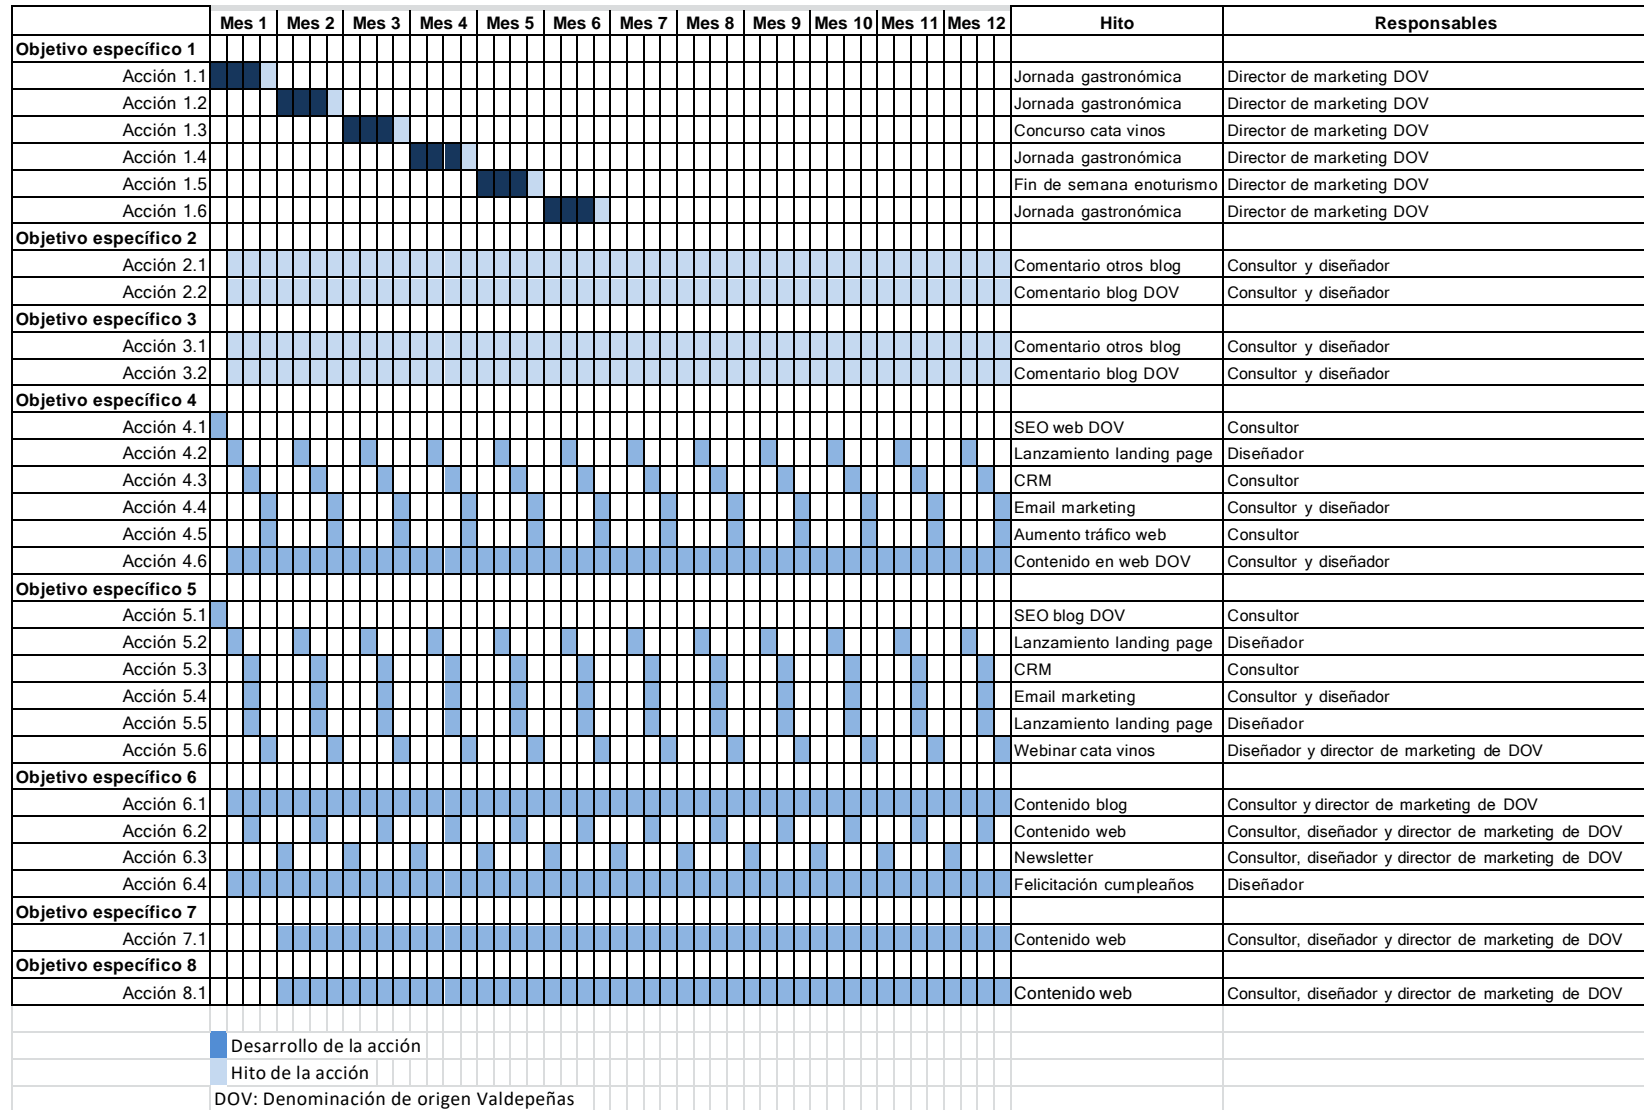 Mes 1 Mes 2 Mes 3 Mes 4 Mes 5 Mes 6 Mes 7 Mes 8 Mes 9 Mes 10 Mes 11 Mes 12 Hito Responsables
Objetivo específico 1
Acción 1.1 Jornada gastronómica Director de marketing DOV
Acción 1.2 Jornada gastronómica Director de marketing DOV
Acción 1.3 Concurso cata vinos Director de marketing DOV
Acción 1.4 Jornada gastronómica Director de marketing DOV
Acción 1.5 Fin de semana enoturismo Director de marketing DOV
Acción 1.6 Jornada gastronómica Director de marketing DOV
Objetivo específico 2
Acción 2.1 Comentario otros blog Consultor y diseñador
Acción 2.2 Comentario blog DOV Consultor y diseñador
Objetivo específico 3
Acción 3.1 Comentario otros blog Consultor y diseñador
Acción 3.2 Comentario blog DOV Consultor y diseñador
Objetivo específico 4
Acción 4.1 SEO web DOV Consultor
Acción 4.2 Lanzamiento landing page Diseñador
Acción 4.3 CRM Consultor
Acción 4.4 Email marketing Consultor y diseñador
Acción 4.5 Aumento tráfico web Consultor
Acción 4.6 Contenido en web DOV Consultor y diseñador
Objetivo específico 5
Acción 5.1 SEO blog DOV Consultor
Acción 5.2 Lanzamiento landing page Diseñador
Acción 5.3 CRM Consultor
Acción 5.4 Email marketing Consultor y diseñador
Acción 5.5 Lanzamiento landing page Diseñador
Acción 5.6 Webinar cata vinos Diseñador y director de marketing de DOV
Objetivo específico 6
Acción 6.1 Contenido blog Consultor y director de marketing de DOV
Acción 6.2 Contenido web Consultor, diseñador y director de marketing de DOV
Acción 6.3 Newsletter Consultor, diseñador y director de marketing de DOV
Acción 6.4 Felicitación cumpleaños Diseñador
Objetivo específico 7
Acción 7.1 Contenido web Consultor, diseñador y director de marketing de DOV
Objetivo específico 8
Acción 8.1 Contenido web Consultor, diseñador y director de marketing de DOV
Desarrollo de la acción
Hito de la acción
DOV: Denominación de origen Valdepeñas